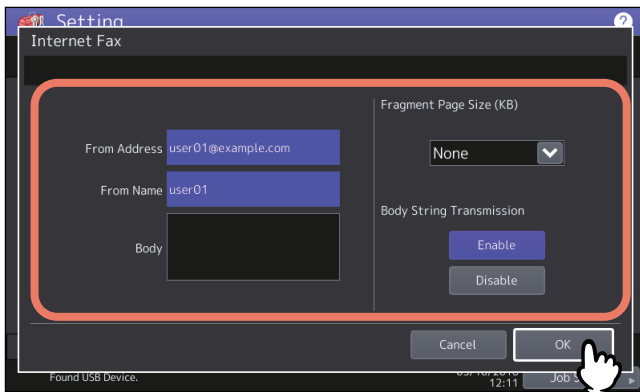 Setting
?
Internet Fax
Fragment Page Size (KB)
From Address user01@example.com
None
From Name user01
Body String Transmission
Body
Enable
Disable
Cancel
OK
Found USB Device.
12:11
Job